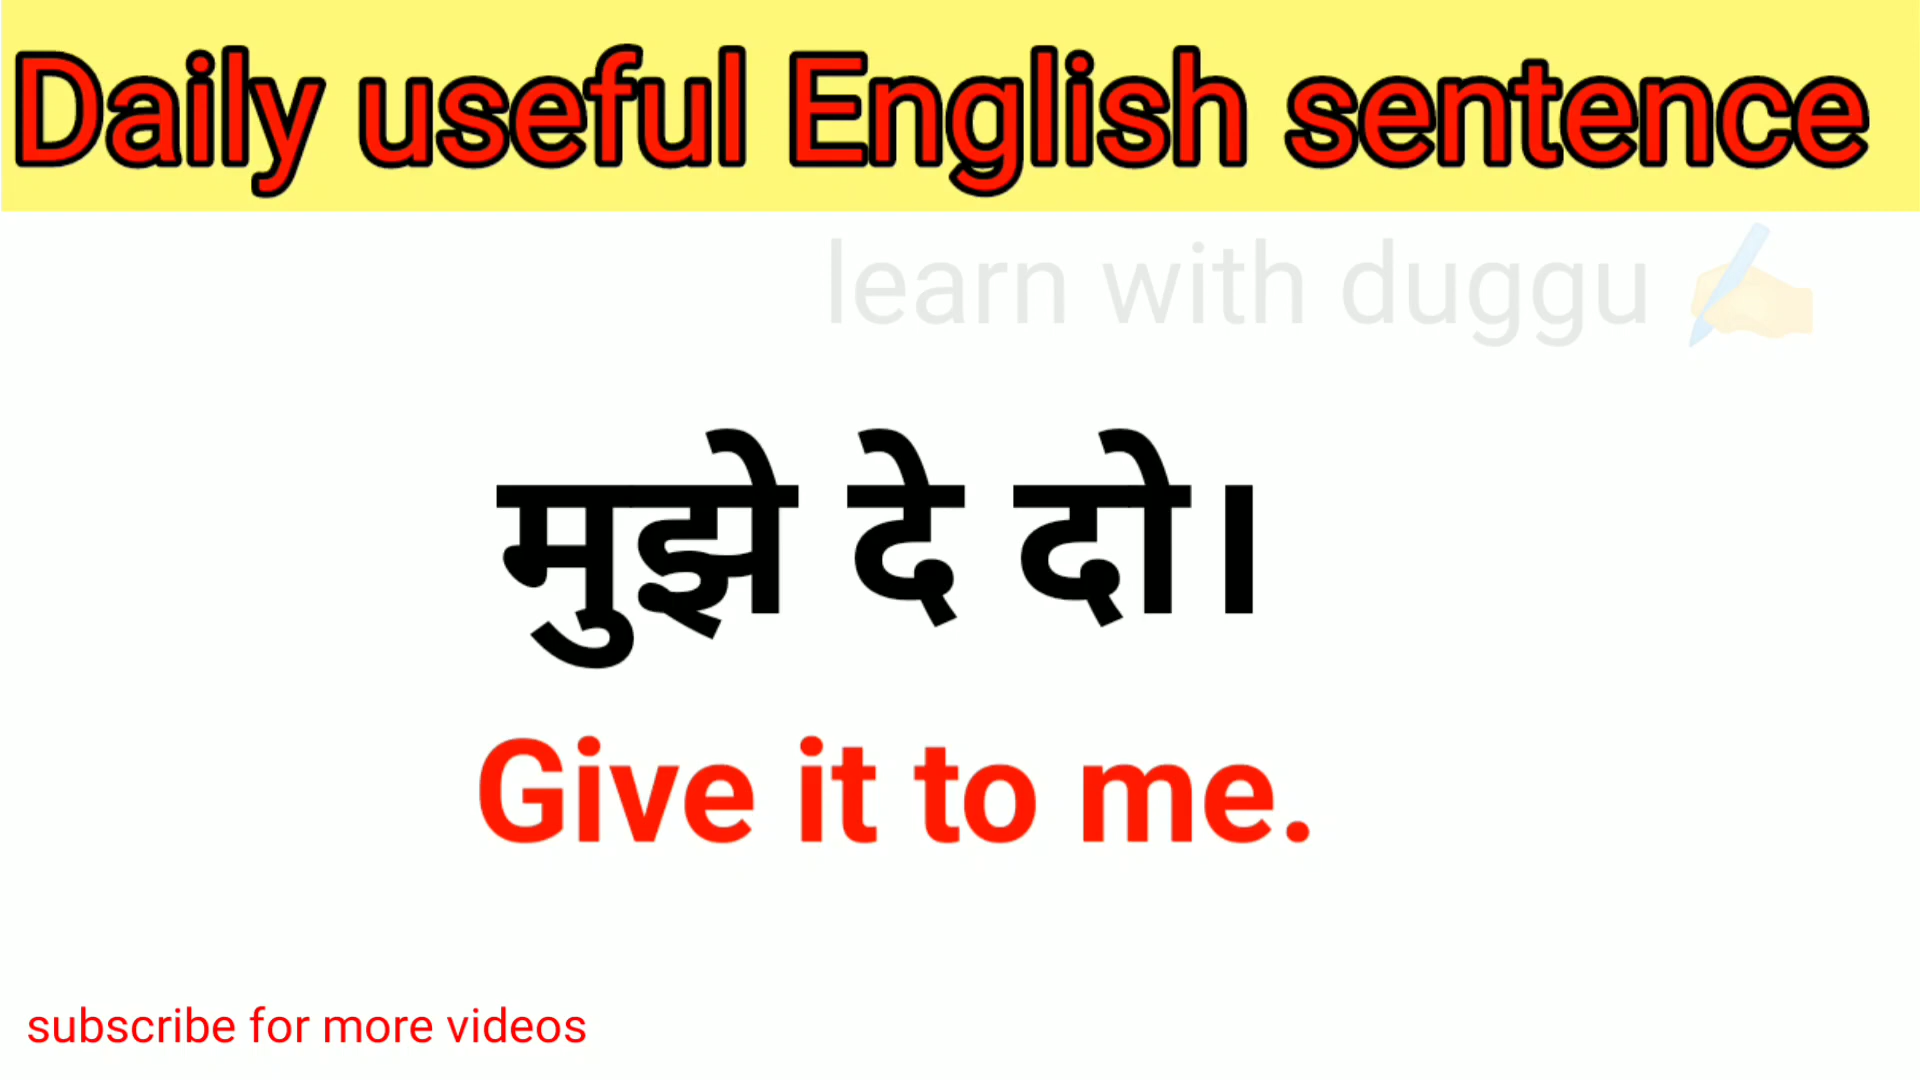 Daily useful English sentence
learn with duggu ✍
मुझे दे दो।
Give it to me.
subscribe for more videos